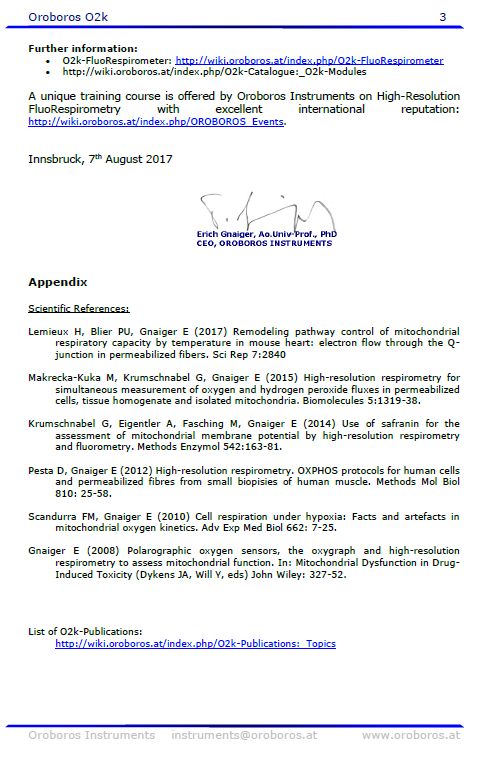 Oroboros O2k 3
Further information:
• O2k-FluoRespirometer: http://wiki.oroboros.at/index.php/O2k-FluoRespirometer
• http://wiki.oroboros.at/index.php/O2k-Catalogue:_O2k-Modules
A unique training course is offered by Oroboros Instruments on High-Resolution
FluoRespirometry with excellent international reputation:
http://wiki.oroboros.at/index.php/OROBOROS_Events.
Innsbruck, 7th August 2017
Erich Gnaiger, Ao.Univ-Prof., PhD
CEO, OROBOROS INSTRUMENTS
Appendix
Scientific References:
Lemieux H, Blier PU, Gnaiger E (2017) Remodeling pathway control of mitochondrial
respiratory capacity by temperature in mouse heart: electron flow through the Q-
junction in permeabilized fibers. Sci Rep 7:2840
Makrecka-Kuka M, Krumschnabel G, Gnaiger E (2015) High-resolution respirometry for
simultaneous measurement of oxygen and hydrogen peroxide fluxes in permeabilized
cells, tissue homogenate and isolated mitochondria. Biomolecules 5:1319-38.
Krumschnabel G, Eigentler A, Fasching M, Gnaiger E (2014) Use of safranin for the
assessment of mitochondrial membrane potential by high-resolution respirometry
and fluorometry. Methods Enzymol 542:163-81.
Pesta D, Gnaiger E (2012) High-resolution respirometry. OXPHOS protocols for human cells
and permeabilized fibres from small biopisies of human muscle. Methods Mol Biol
810: 25-58.
Scandurra FM, Gnaiger E (2010) Cell respiration under hypoxia: Facts and artefacts in
mitochondrial oxygen kinetics. Adv Exp Med Biol 662: 7-25.
Gnaiger E (2008) Polarographic oxygen sensors, the oxygraph and high-resolution
respirometry to assess mitochondrial function. In: Mitochondrial Dysfunction in Drug-
Induced Toxicity (Dykens JA, Will Y, eds) John Wiley: 327-52.
List of O2k-Publications:
http://wiki.oroboros.at/index.php/O2k-Publications:_Topics
Oroboros Instruments instruments@oroboros.at www.oroboros.at